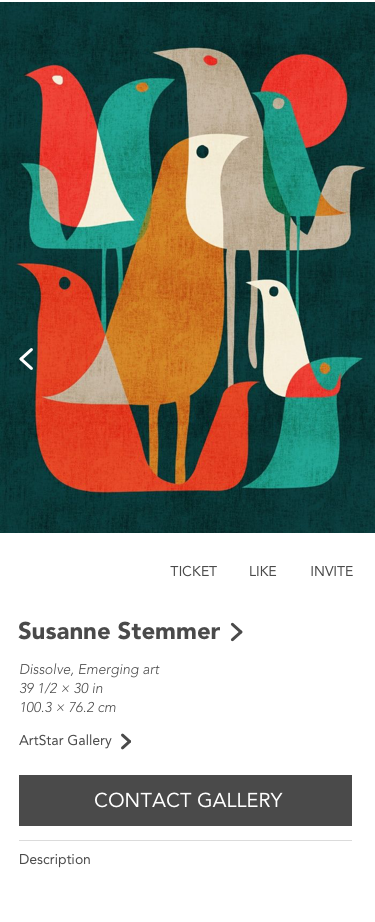 TICKET LIKE INVITE
Susanne Stemmer
Dissolve, Emerging art
39 1/2 × 30 in
100.3 × 76.2 cm
ArtStar Gallery
CONTACT GALLERY
Description